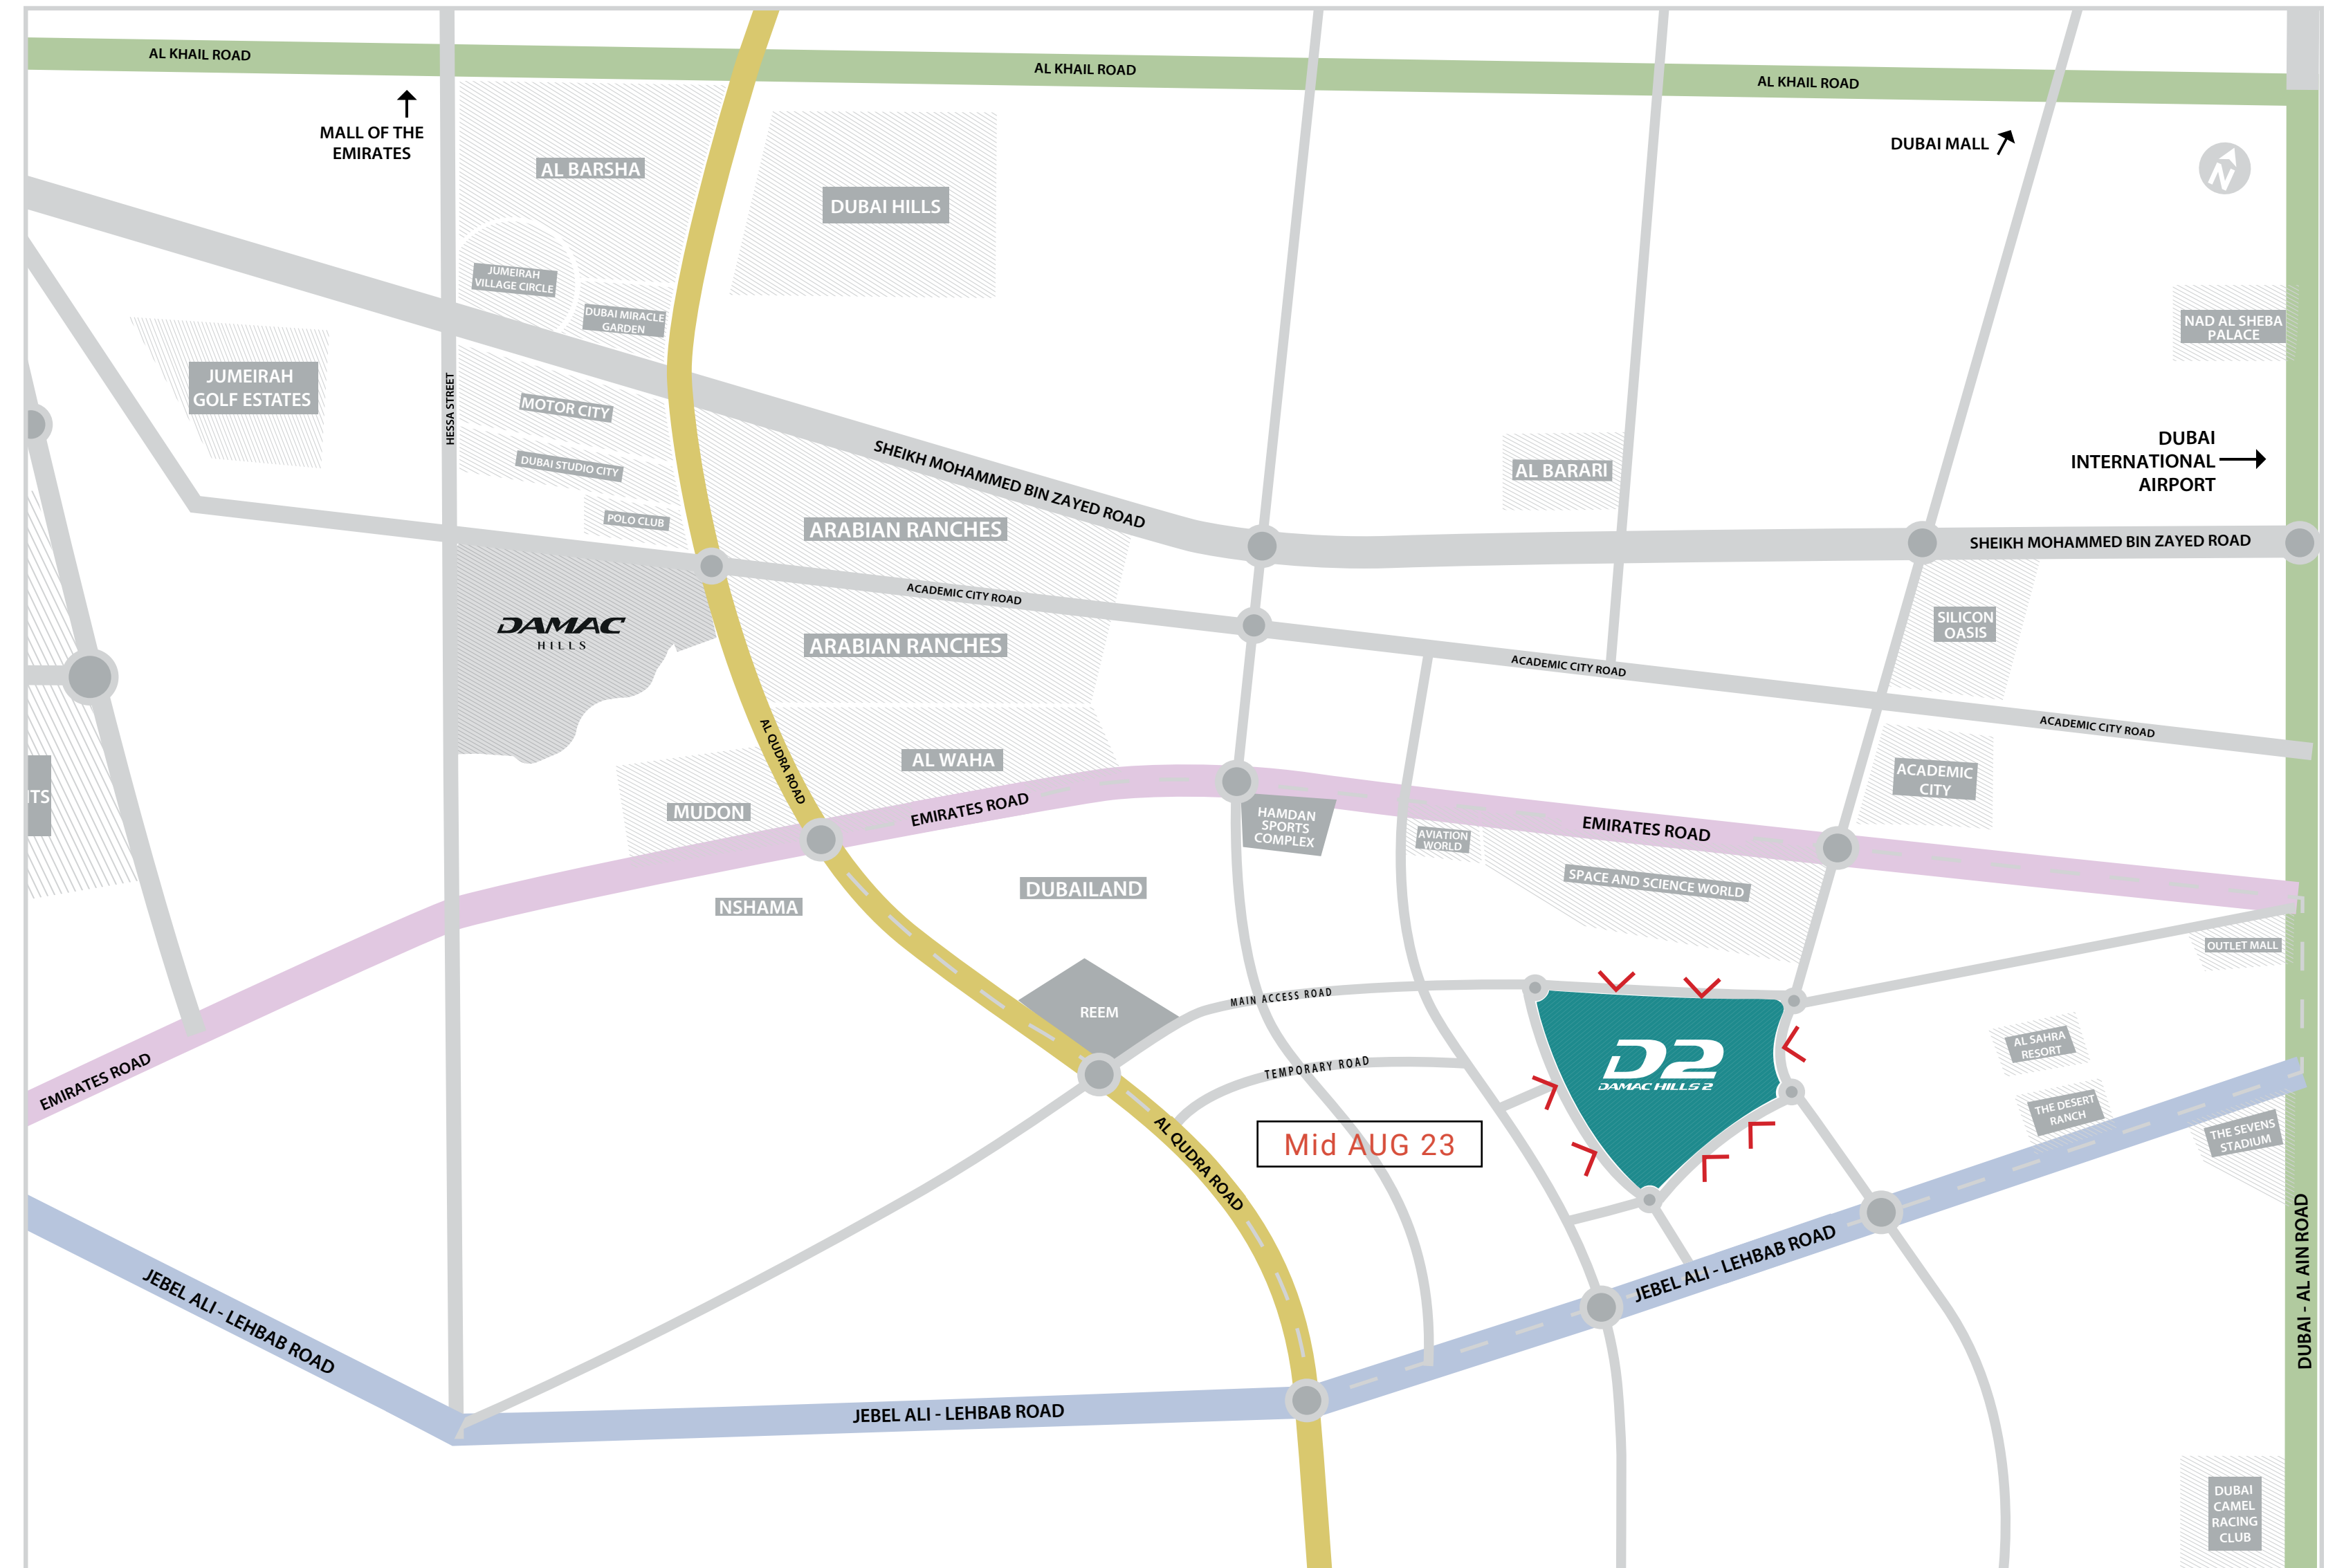 AL KHAIL ROAD
AL KHAIL ROAD
AL KHAIL ROAD
MALL OF THE
EMIRATES
DUBAI MALL
N
AL BARSHA
DUBAI HILLS
JUMEIRAH
VILLAGE CIRCLE
DUBAI MIRACLE
GARDEN
NAD AL SHEBA
PALACE
JUMEIRAH
GOLF ESTATES
HESSA STREET
MOTOR CITY
DUBAI STUDIO CITY
POLO CLUB
SHEIKH MOHAMMED BIN ZAYED ROAD
AL BARARI
DUBAI
INTERNATIONAL
AIRPORT
ARABIAN RANCHES
SHEIKH MOHAMMED BIN ZAYED ROAD
ACADEMIC CITY ROAD
DAMAC
HILLS
ARABIAN RANCHES
SILICON
OASIS
ACADEMIC CITY ROAD
ACADEMIC CITY ROAD
AL QUDRA ROAD
AL WAHA
ACADEMIC
CITY
ITS
MUDON
EMIRATES ROAD
HAMDAN
SPORTS
COMPLEX
AVIATION
WORLD
EMIRATES ROAD
SPACE AND SCIENCE WORLD
DUBAILAND
NSHAMA
OUTLET MALL
REEM
MAIN ACCESS ROAD
TEMPORARY ROAD
D2
DAMAC HILLS 2
AL SAHRA
RESORT
THE DESERT
RANCH
THE SEVENS
STADIUM
EMIRATES ROAD
Mid AUG 23
AL QUDRA ROAD
JEBEL ALI - LEHBAB ROAD
JEBEL ALI - LEHBAB ROAD
JEBEL ALI - LEHBAB ROAD
DUBAI - AL AIN ROAD
DUBAI
CAMEL
RACING
CLUB